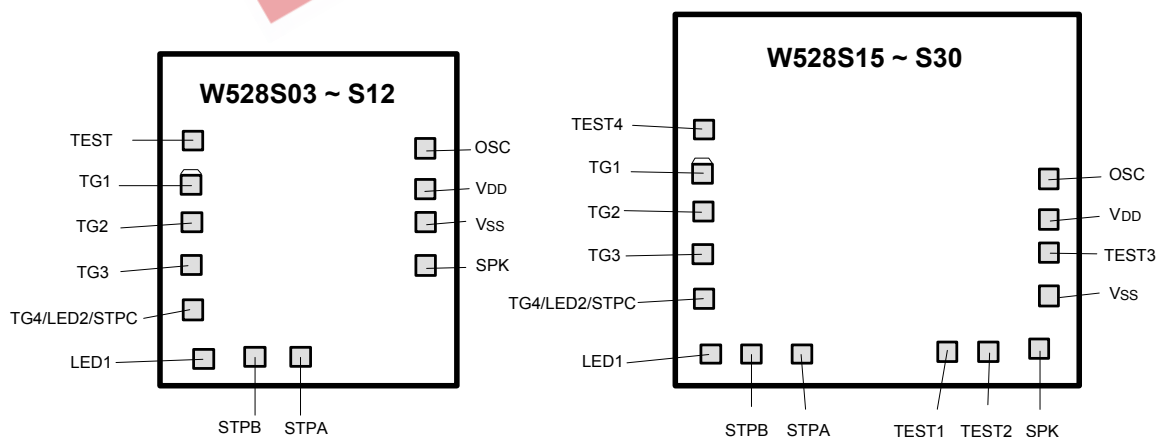 W528S03 ~ S12
TEST
TG1
TG2
TG3
TG4/LED2/STPC
LED1
STPB
STPA
OSC
VDD
VSS
SPK
W528S15 ~ S30
TEST4
TG1
TG2
TG3
TG4/LED2/STPC
LED1
STPB
STPA
TEST1
TEST2
SPK
OSC
VDD
TEST3
VSS